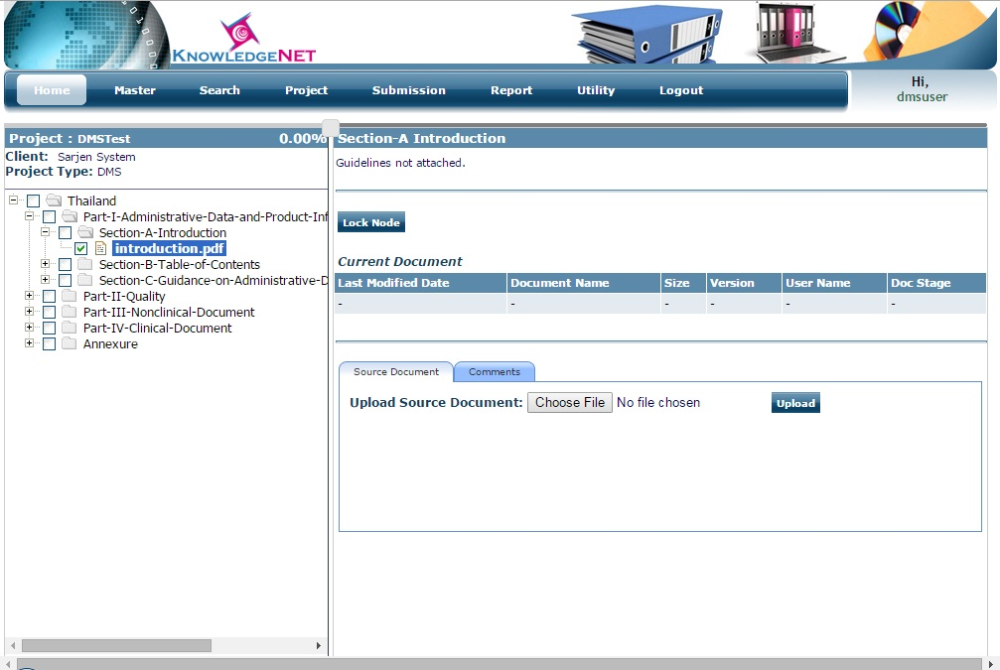 KNOWLEDGENET
Home Master Search Project Submission Report Utility Logout
Hi,
dmsuser
Project : DMSTest 0.00%
Client: Sarjen System
Project Type: DMS
Thailand
Part-I-Administrative-Data-and-Product-Inf
Section-A-Introduction
introduction.pdf
Section-B-Table-of-Contents
Section-C-Guidance-on-Administrative-D
Part-II-Quality
Part-III-Nonclinical-Document
Part-IV-Clinical-Document
Annexure
Section-A Introduction
Guidelines not attached.
Lock Node
Current Document
Last Modified Date Document Name Size Version User Name Doc Stage
- - - - - -
Source Document Comments
Upload Source Document: Choose File No file chosen Upload